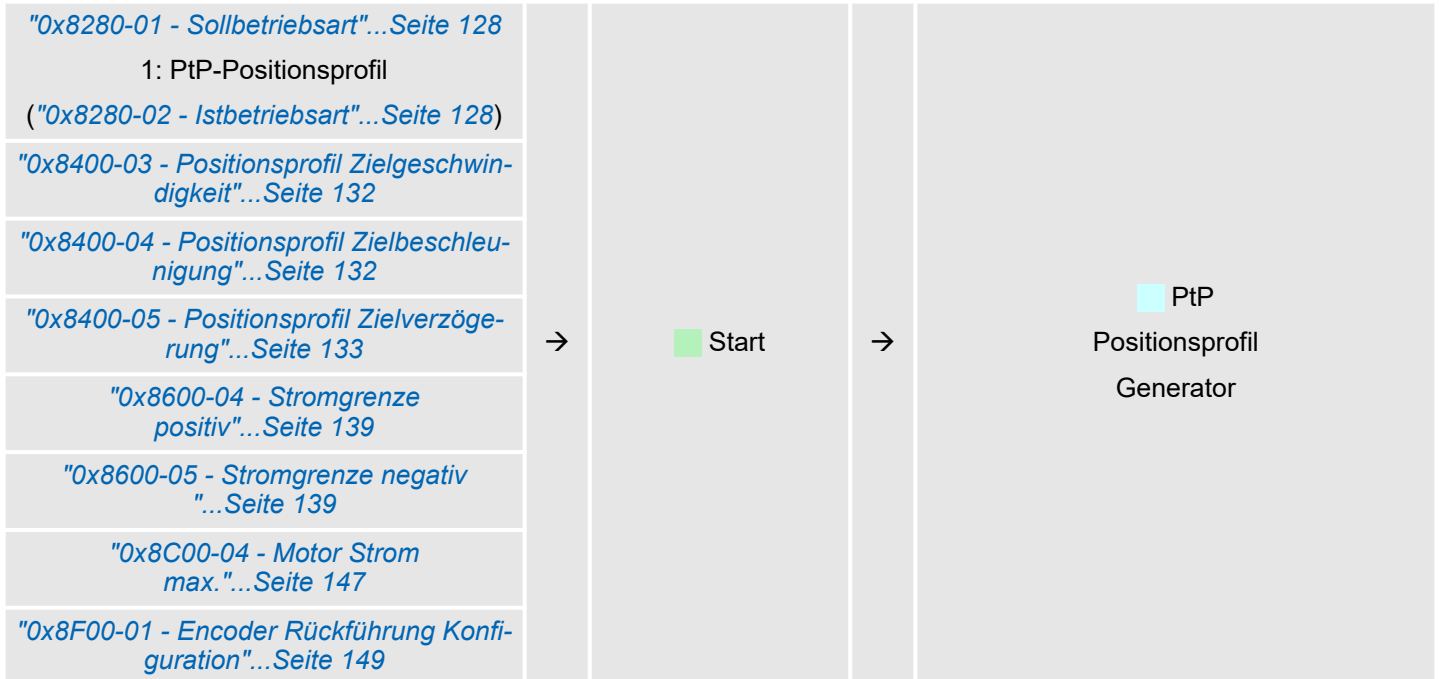 "0x8280-01 - Sollbetriebsart"...Seite 128
1: PtP-Positionsprofil
("0x8280-02 - Istbetriebsart"...Seite 128)
"0x8400-03 - Positionsprofil Zielgeschwin-
digkeit"...Seite 132
"0x8400-04 - Positionsprofil Zielbeschleu-
nigung"...Seite 132
"0x8400-05 - Positionsprofil Zielverzöge-
rung"...Seite 133
"0x8600-04 - Stromgrenze
positiv"...Seite 139
"0x8600-05 - Stromgrenze negativ
"...Seite 139
"0x8C00-04 - Motor Strom
max."...Seite 147
"0x8F00-01 - Encoder Rückführung Konfi-
guration"...Seite 149
→
Start
→
PtP
Positionsprofil
Generator